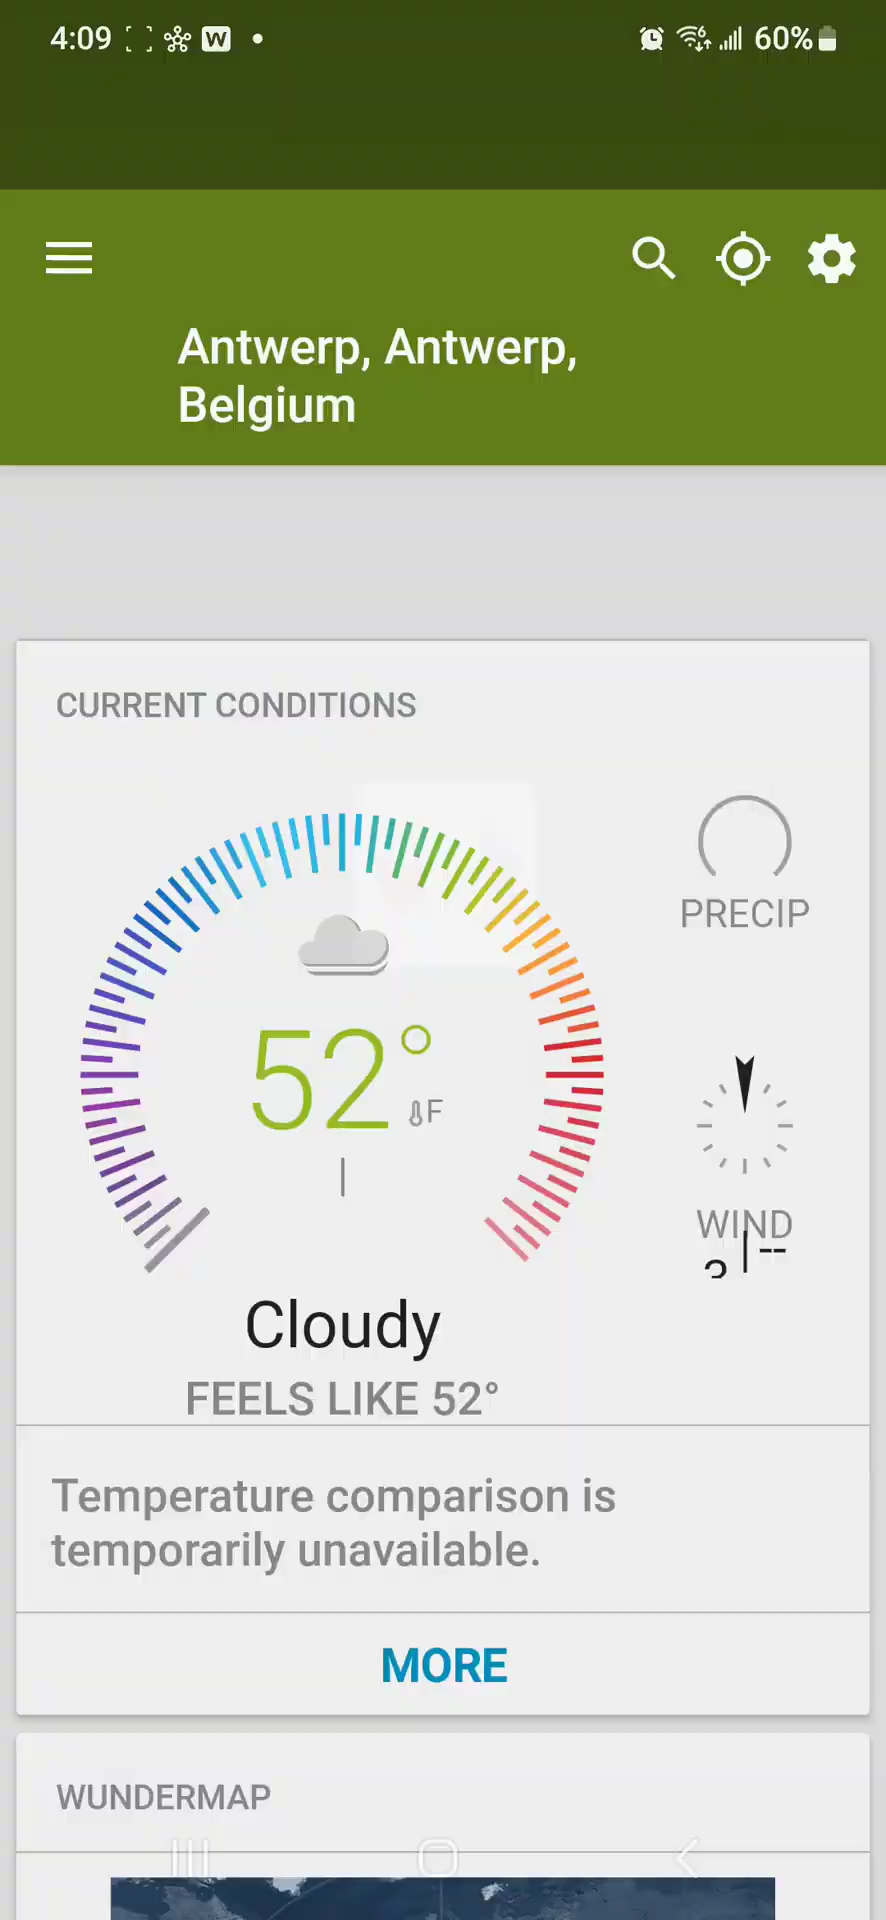 4:09 W 60%
Antwerp, Antwerp,
Belgium
CURRENT CONDITIONS
PRECIP
52°
F
WIND
--
Cloudy
FEELS LIKE 52°
Temperature comparison is
temporarily unavailable.
MORE
WUNDERMAP